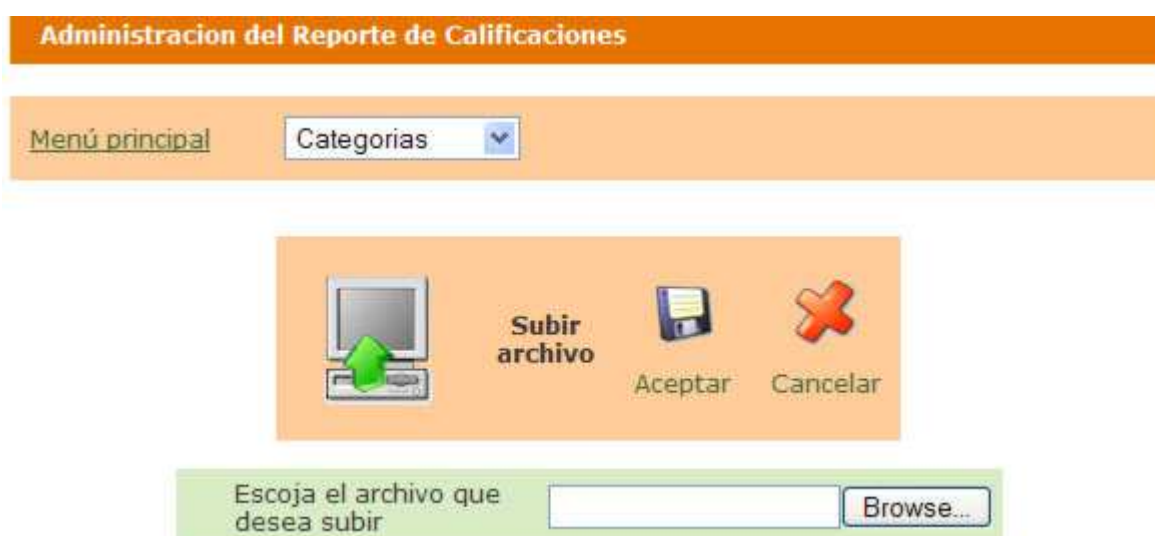 Administracion del Reporte de Calificaciones
Menú principal
Categorias
Subir
archivo
Aceptar
Cancelar
Escoja el archivo que
desea subir
Browse...